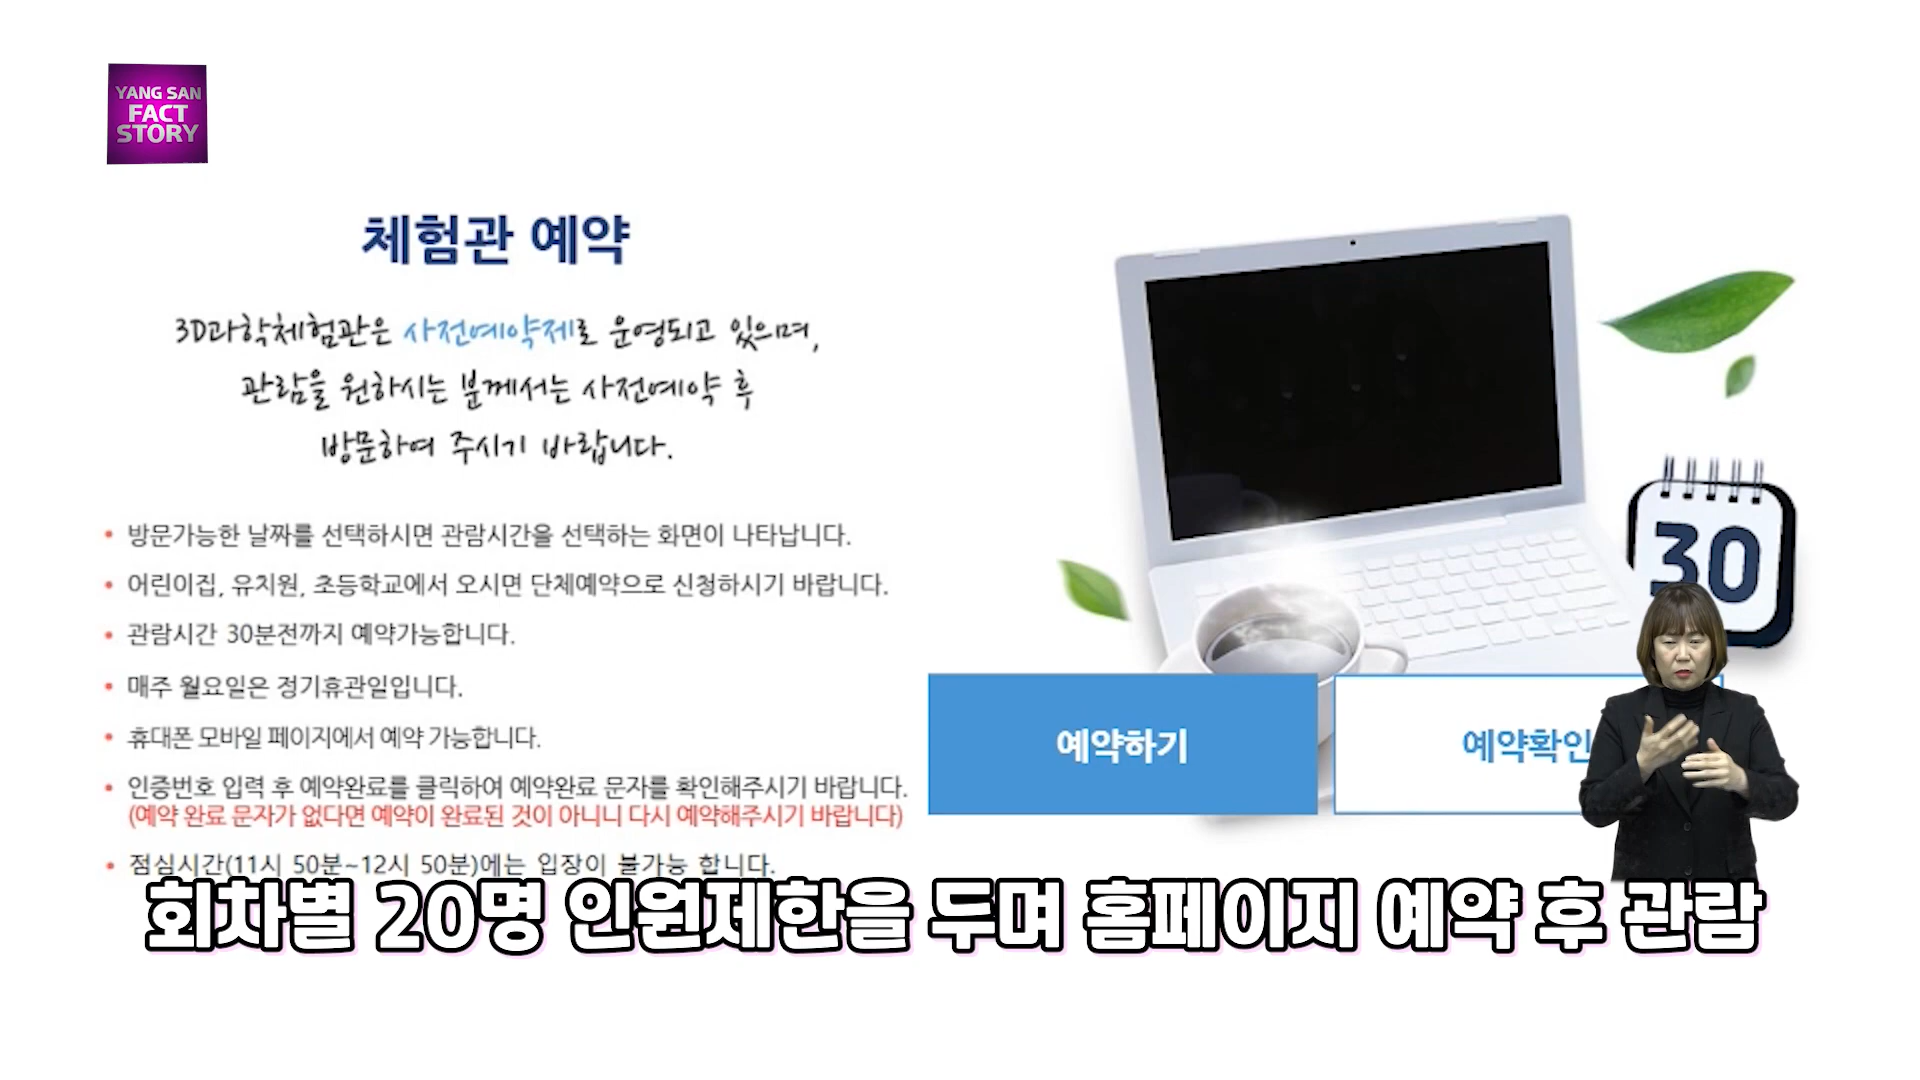 YANG SAN
FACT
STORY
체험관 예약
3D과학체험관은 사전예약제로 운영되고 있으며,
관람을 원하시는 분께서는 사전예약 후
방문하여 주시기 바랍니다.
• 방문가능한 날짜를 선택하시면 관람시간을 선택하는 화면이 나타납니다.
• 어린이집, 유치원, 초등학교에서 오시면 단체예약으로 신청하시기 바랍니다.
• 관람시간 30분전까지 예약가능합니다.
• 매주 월요일은 정기휴관일입니다.
• 휴대폰 모바일 페이지에서 예약 가능합니다.
• 인증번호 입력 후 예약완료를 클릭하여 예약완료 문자를 확인해주시기 바랍니다.
(예약 완료 문자가 없다면 예약이 완료된 것이 아니니 다시 예약해주시기 바랍니다)
• 점심시간(11시 50분~12시 50분)에는 입장이 불가능 합니다.
30
예약하기
예약확인
회차별 20명 인원제한을 두며 홈페이지 예약 후 관람